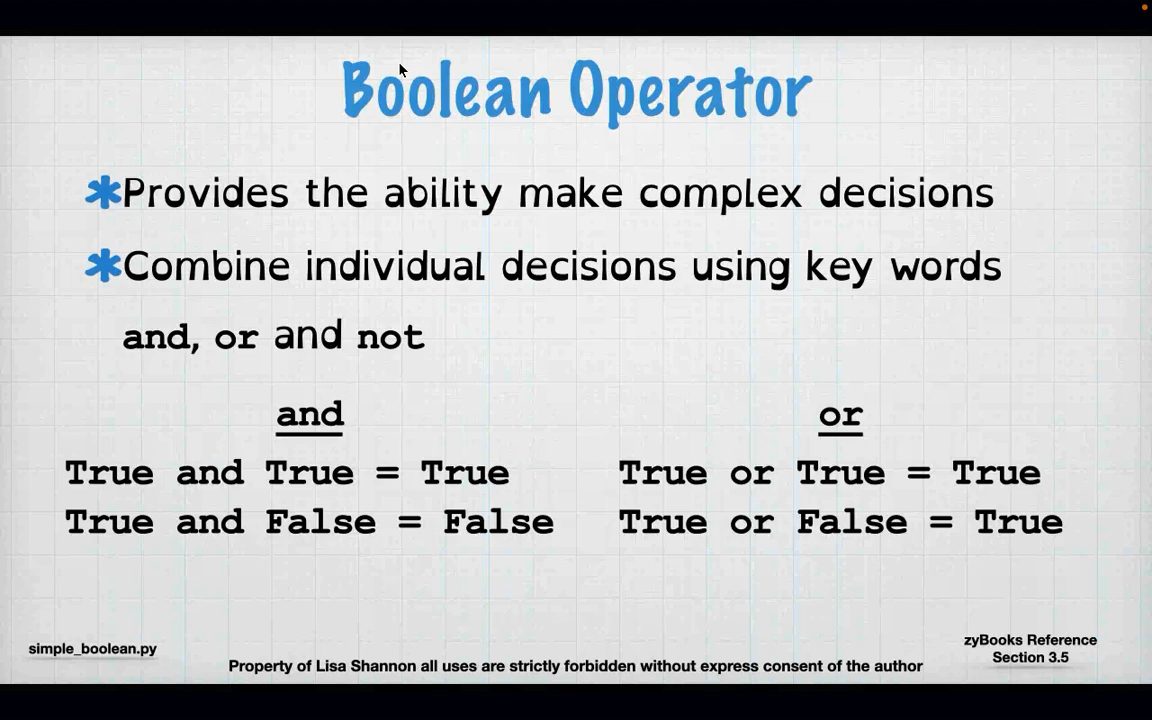 Boolean Operator
Provides the ability make complex decisions
Combine individual decisions using key words
and, or and not
and
True and True = True
True and False = False
or
True or True = True
True or False = True
simple_boolean.py
zyBooks Reference
Section 3.5
Property of Lisa Shannon all uses are strictly forbidden without express consent of the author